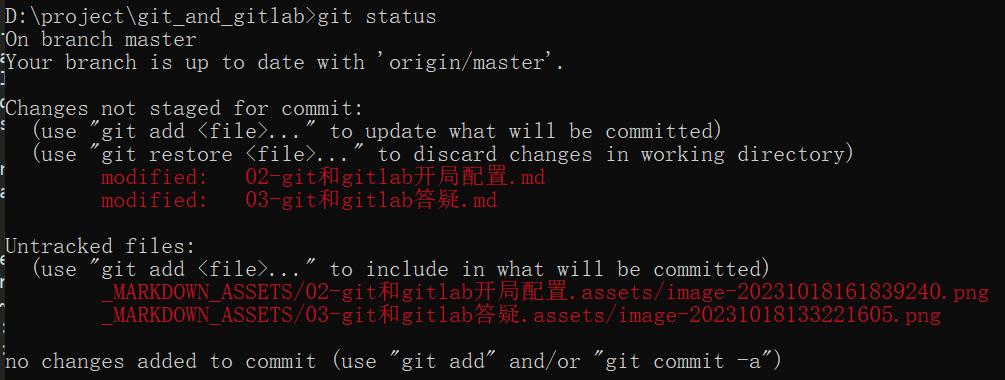 D:\project\git_and_gitlab>git status
On branch master
Your branch is up to date with 'origin/master'.
Changes not staged for commit:
(use "git add <file>..." to update what will be committed)
(use "git restore <file>..." to discard changes in working directory)
modified: 02-git和gitlab开局配置.md
modified: 03-git和gitlab答疑.md
Untracked files:
(use "git add <file>..." to include in what will be committed)
_MARKDOWN_ASSETS/02-git和gitlab开局配置.assets/image-20231018161839240.png
_MARKDOWN_ASSETS/03-git和gitlab答疑.assets/image-20231018133221605.png
no changes added to commit (use "git add" and/or "git commit -a")